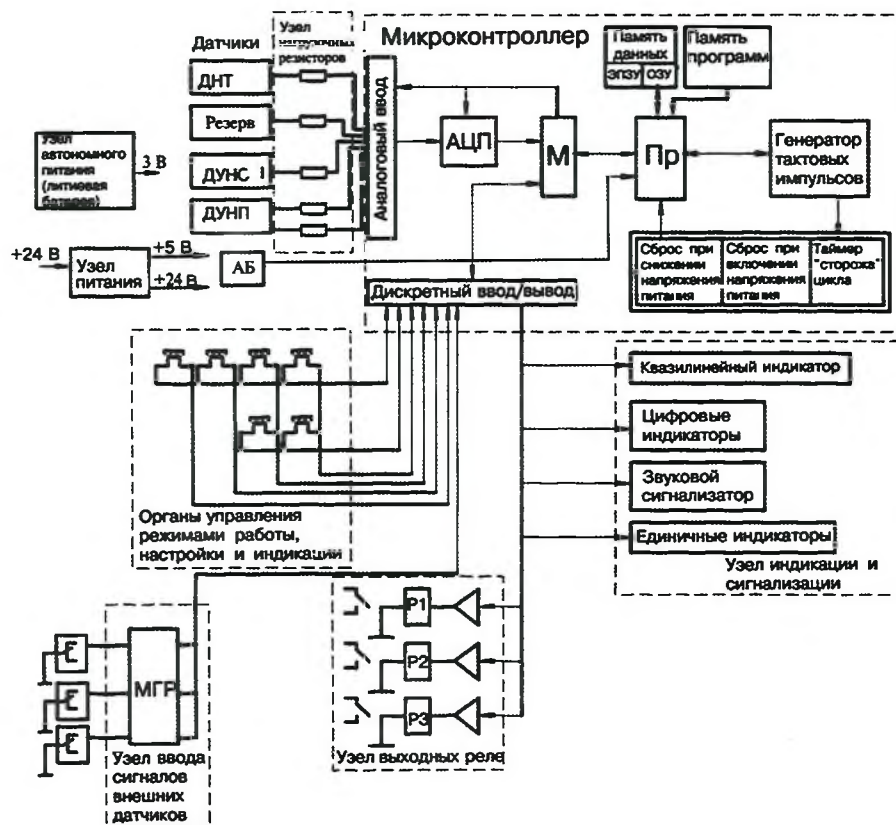 Датчики
ДНТ
Резерв
ДУНС 1
ДУНП
Узел
нагрузочных
резисторов
Микроконтроллер
Аналоговый ввод
АЦП
М
Память
данных
ЭПЗУ
ОЗУ
Память
программ
Пр
Генератор
тактовых
импульсов
Сброс при
снижении
напряжения
питания
Сброс при
включении
напряжения
питания
Таймер
"сторожа"
цикла
Дискретный ввод/вывод
Узел
автономного
питания
(литиевая
батарея)
3 В
+24 В
Узел
питания
+5 В
+24 В
АБ
Органы управления
режимами работы,
настройки и индикации
Квазилинейный индикатор
Цифровые
индикаторы
Звуковой
сигнализатор
Единичные индикаторы
Узел индикации и
сигнализации
Р1
Р2
Р3
Узел выходных реле
МГР
Узел ввода
сигналов
внешних
датчиков